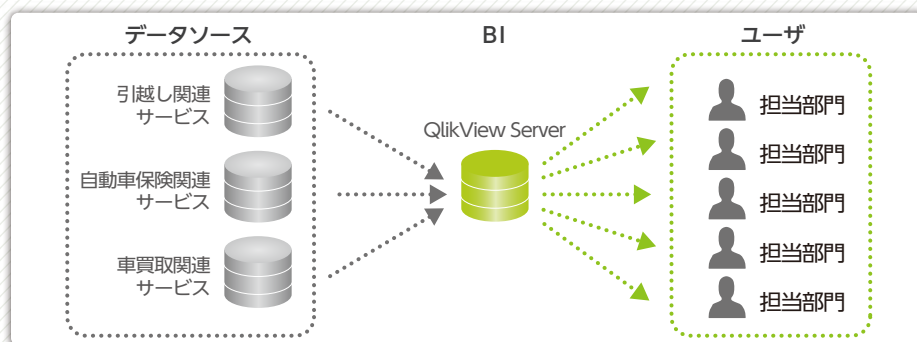 データソース
BI
ユーザ
引越し関連
サービス
自動車保険関連
サービス
車買取関連
サービス
QlikView Server
担当部門
担当部門
担当部門
担当部門
担当部門